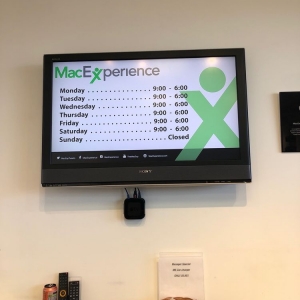 MacExperience
Monday . . . . . . . . . . . . 9:00 - 6:00
Tuesday . . . . . . . . . . . . 9:00 - 6:00
Wednesday . . . . . . . . . . 9:00 - 6:00
Thursday . . . . . . . . . . . 9:00 - 6:00
Friday . . . . . . . . . . . . . 9:00 - 6:00
Saturday . . . . . . . . . . . 9:00 - 6:00
Sunday . . . . . . . . . . . . . . Closed
SONY